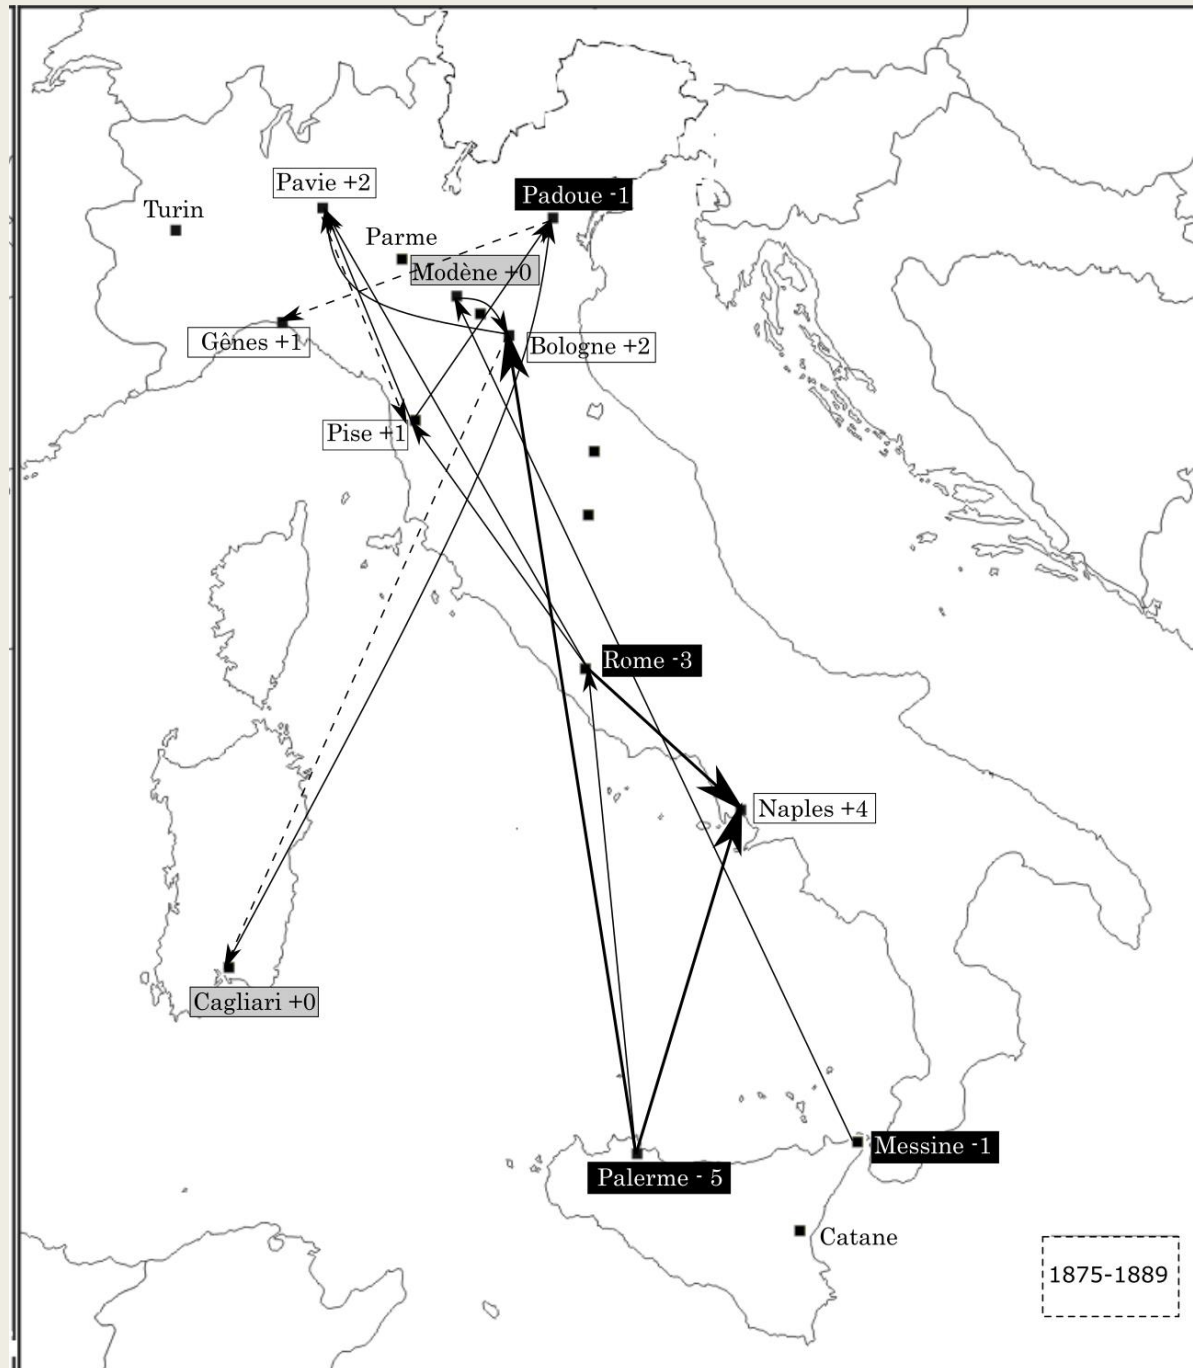 Pavie +2
Padoue -1
Turin
Parme
Modène +0
Gênes +1
Bologne +2
Pise +1
Rome -3
Naples +4
Cagliari +0
Messine -1
Palerme - 5
Catane
1875-1889